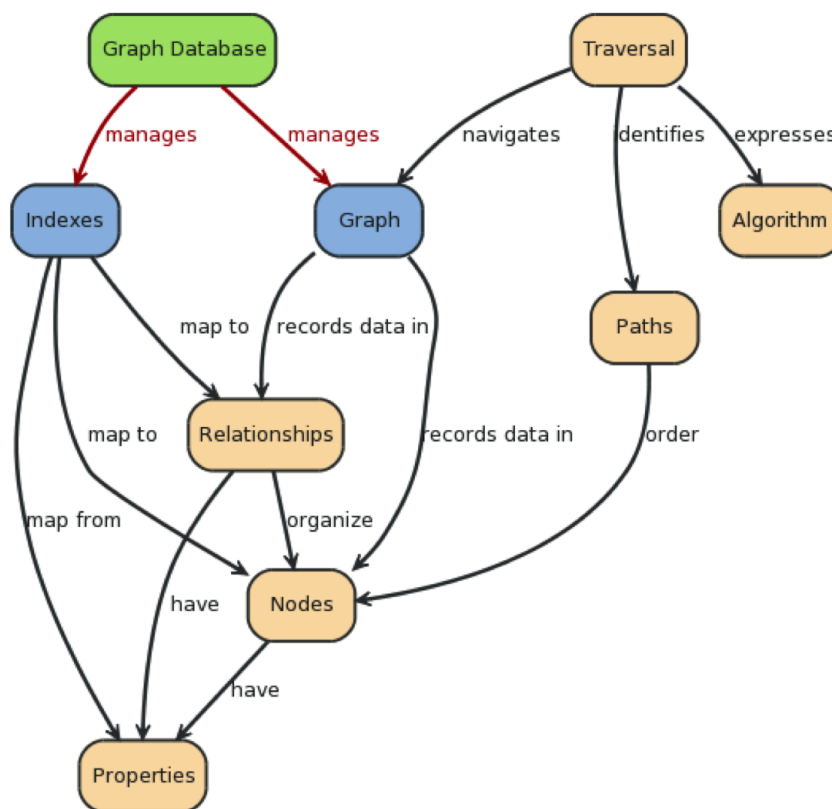 Graph Database
Traversal
manages
manages
navigates
identifies
expresses
Indexes
Graph
Algorithm
map to
records data in
Paths
Relationships
map to
records data in
order
map from
organize
have
Nodes
have
Properties